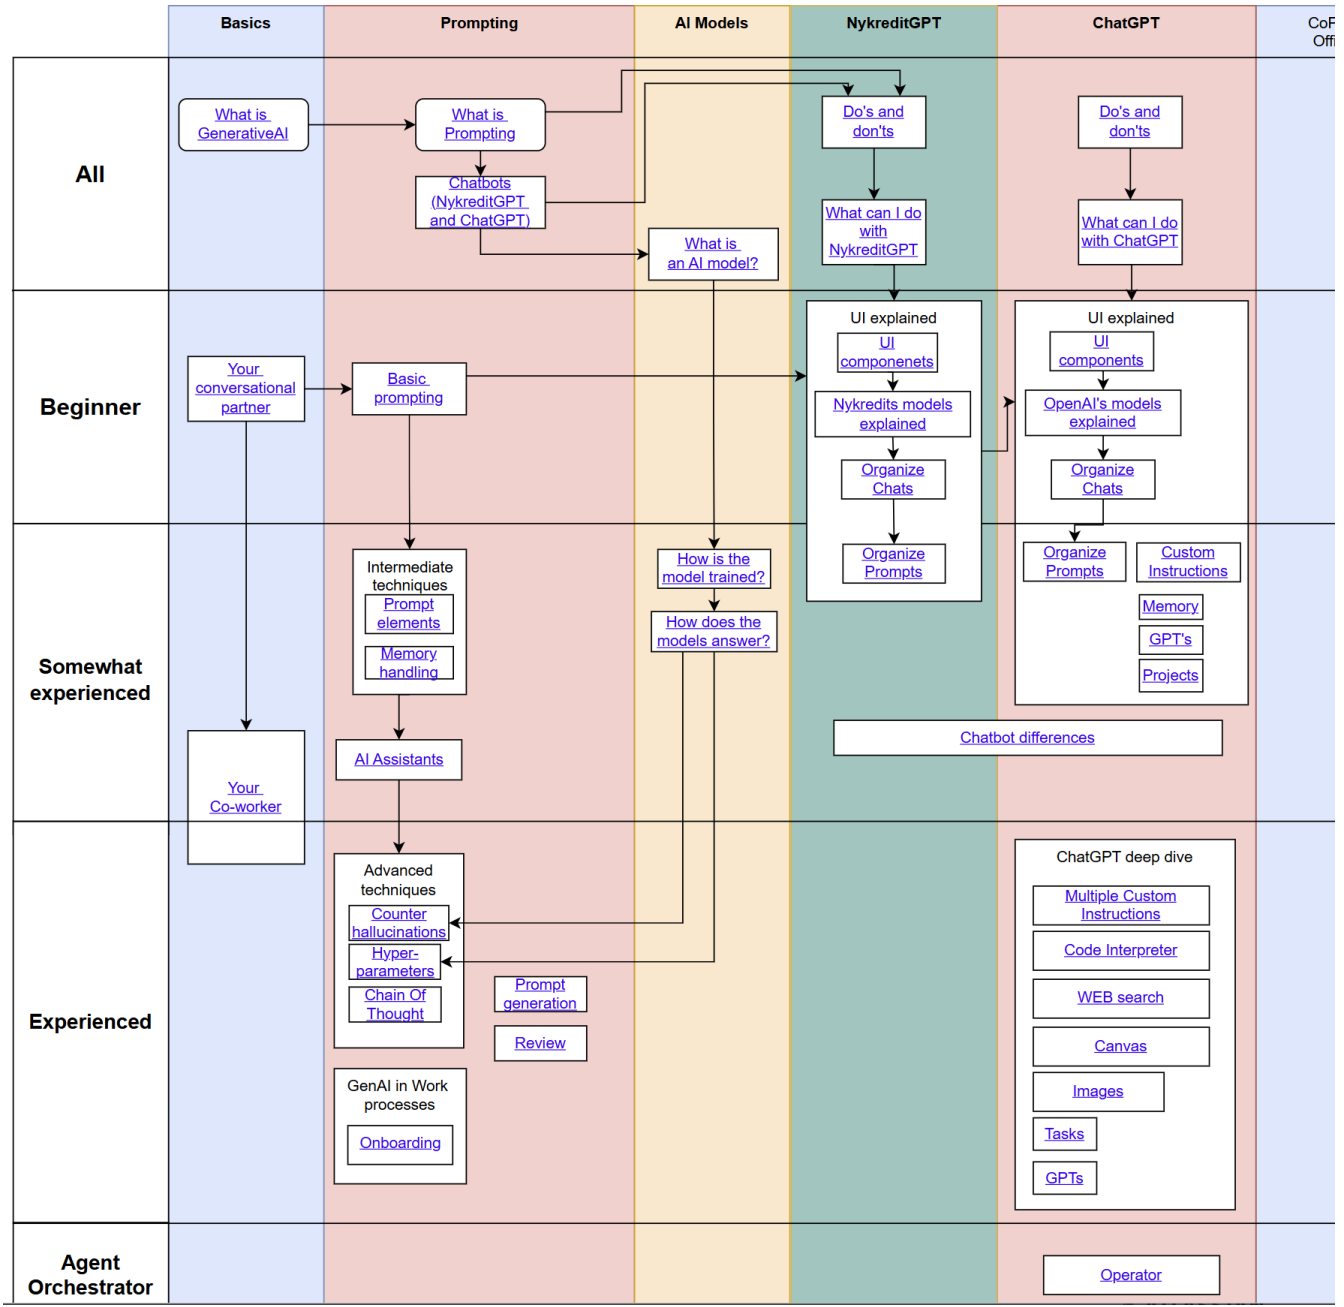 Basics
Prompting
AI Models
NykreditGPT
ChatGPT
All
What is
GenerativeAI
What is
Prompting
Chatbots
(NykreditGPT
and ChatGPT)
What is
an AI model?
Do's and
don'ts
What can I do
with
NykreditGPT
Do's and
don'ts
What can I do
with ChatGPT
Beginner
Your
conversational
partner
Basic
prompting
UI explained
UI
componenets
Nykredits models
explained
Organize
Chats
Organize
Prompts
UI explained
UI
components
OpenAI's models
explained
Organize
Chats
Organize
Prompts
Custom
Instructions
Memory
GPT's
Projects
Somewhat
experienced
Your
Co-worker
Intermediate
techniques
Prompt
elements
Memory
handling
AI Assistants
How is the
model trained?
How does the
models answer?
Chatbot differences
Experienced
Advanced
techniques
Counter
hallucinations
Hyper-
parameters
Chain Of
Thought
Prompt
generation
Review
GenAI in Work
processes
Onboarding
ChatGPT deep dive
Multiple Custom
Instructions
Code Interpreter
WEB search
Canvas
Images
Tasks
GPTs
Agent
Orchestrator
Operator